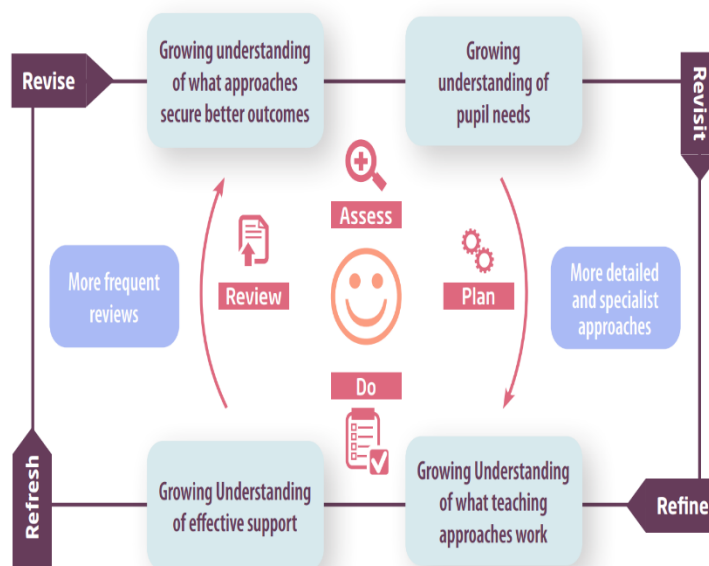 Revise
Growing understanding
of what approaches
secure better outcomes
Growing
understanding of
pupil needs
Revisit
Assess
More frequent
reviews
Review
Plan
More detailed
and specialist
approaches
Do
Refresh
Growing Understanding
of effective support
Growing Understanding
of what teaching
approaches work
Refine